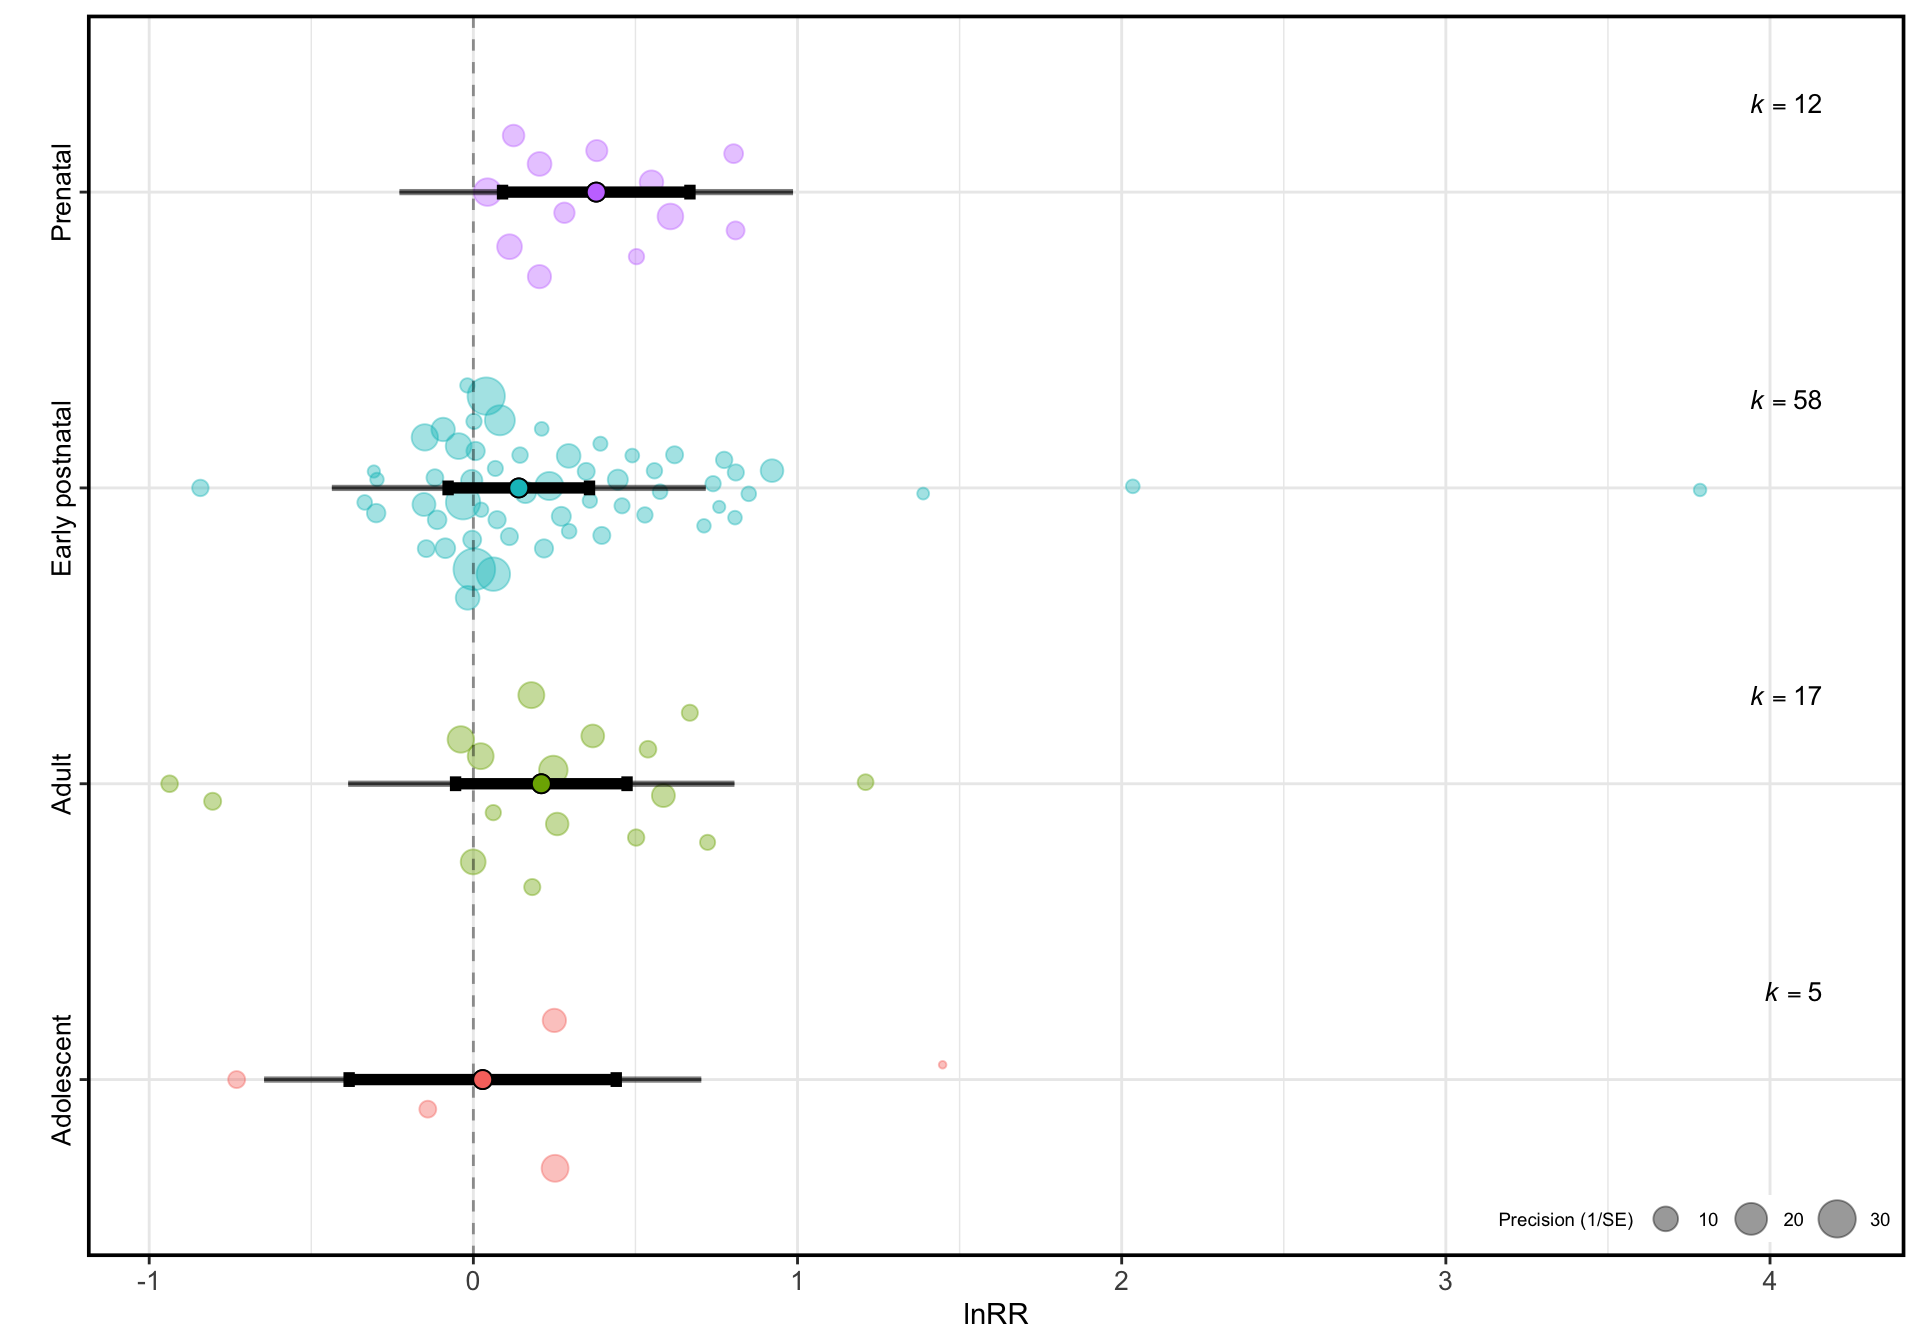 Prenatal
k = 12
Early postnatal
k = 58
Adult
k = 17
Adolescent
k = 5
Precision (1/SE) 10 20 30
-1 0 1 2 3 4
lnRR